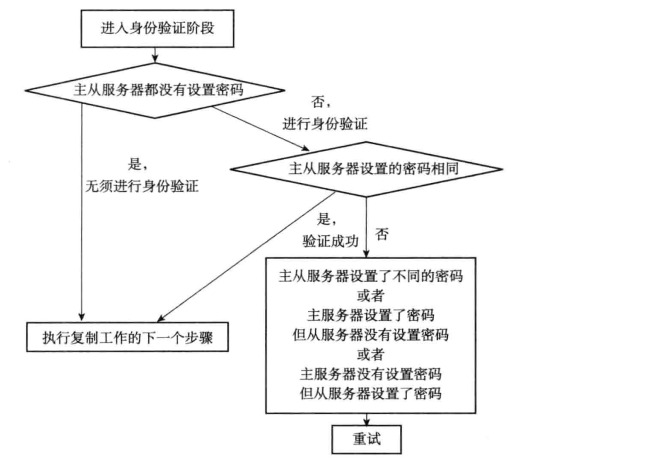 进入身份验证阶段
主从服务器都没有设置密码
否，
进行身份验证
是，
无须进行身份验证
主从服务器设置的密码相同
是，
验证成功
否
主从服务器设置了不同的密码
或者
主服务器设置了密码
但从服务器没有设置密码
或者
主服务器没有设置密码
但从服务器设置了密码
执行复制工作的下一个步骤
重试